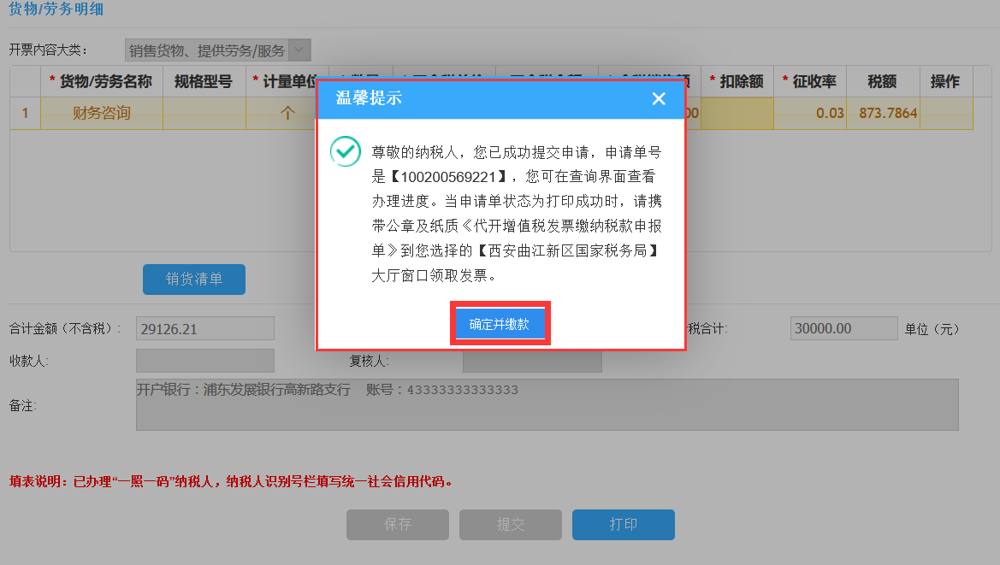 货物/劳务明细
开票内容大类：
销售货物、提供劳务/服务
* 货物/劳务名称 规格型号 * 计量单位 * 扣除额 * 征收率 税额 操作
1 财务咨询 个 00 0.03 873.7864
温馨提示
尊敬的纳税人，您已成功提交申请，申请单号
是【100200569221】，您可在查询界面查看
办理进度。当申请单状态为打印成功时，请携
带公章及纸质《代开增值税发票缴纳税款申报
单》到您选择的【西安曲江新区国家税务局】
大厅窗口领取发票。
确定并缴款
销货清单
合计金额（不含税）: 29126.21 税合计: 30000.00 单位（元）
收款人: 复核人:
备注: 开户银行：浦东发展银行高新路支行 账号：43333333333333
填表说明：已办理“一照一码”纳税人，纳税人识别号栏填写统一社会信用代码。
保存 提交 打印